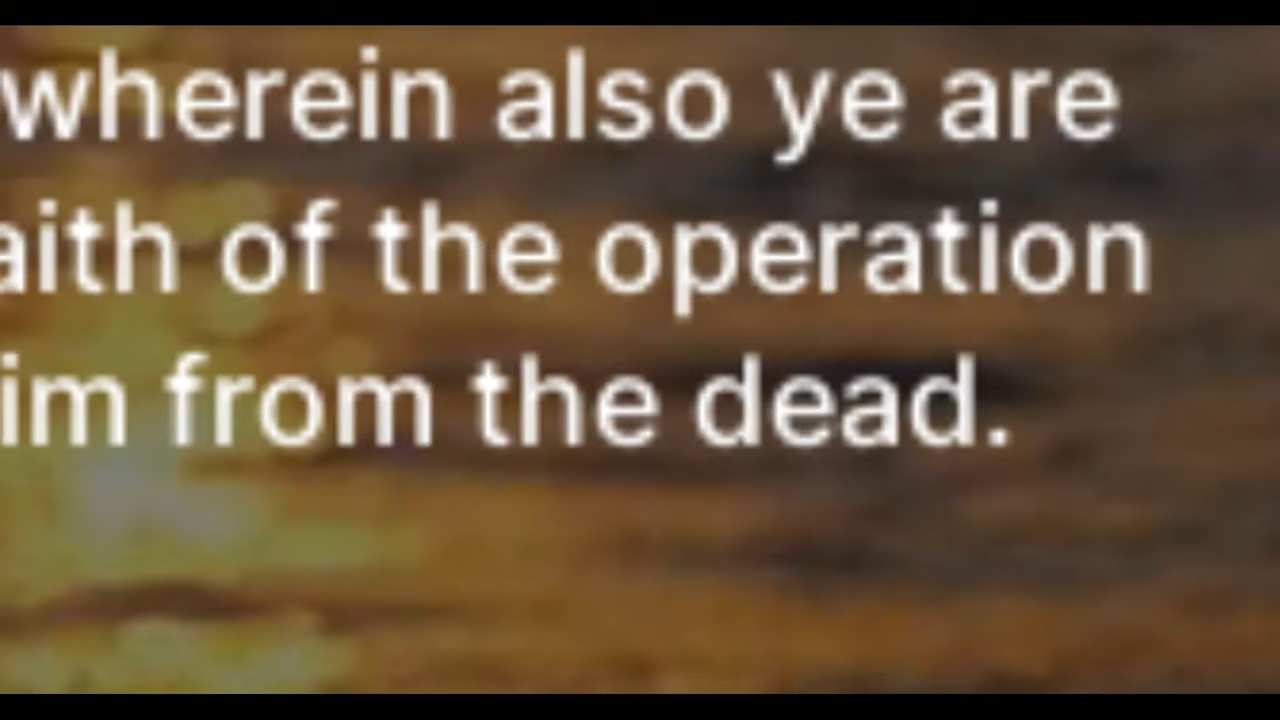 wherein also ye are
aith of the operation
im from the dead.